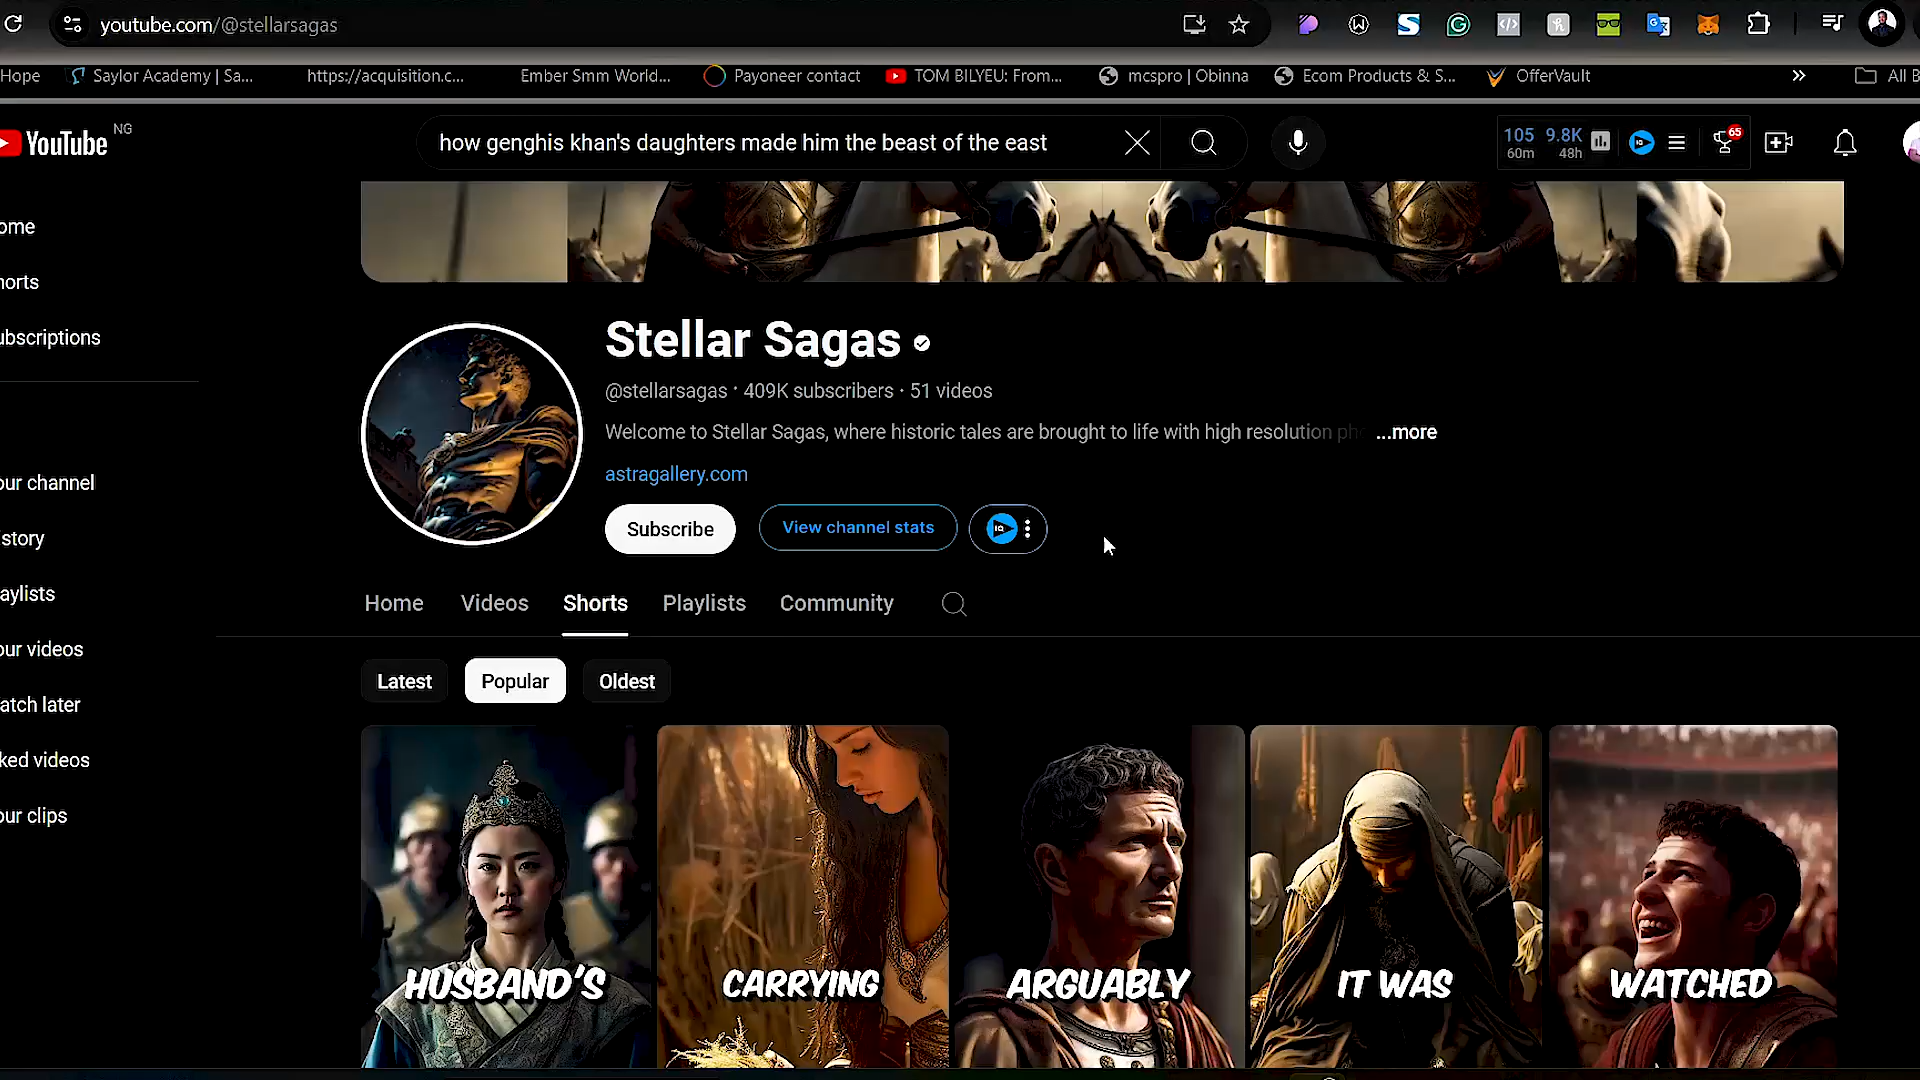 youtube.com/@stellarsagas
Hope
Saylor Academy | Sa...
https://acquisition.c...
Ember Smm World...
Payoneer contact
TOM BILYEU: From...
mcspro | Obinna
Ecom Products & S...
OfferVault
»
All B
YouTube NG
how genghis khan's daughters made him the beast of the east
105 9.8K
60m 48h
65
ome
horts
ubscriptions
our channel
story
aylists
our videos
atch later
ked videos
our clips
Stellar Sagas
@stellarsagas · 409K subscribers · 51 videos
Welcome to Stellar Sagas, where historic tales are brought to life with high resolution ph ...more
astragallery.com
Subscribe
View channel stats
IQ
Home
Videos
Shorts
Playlists
Community
Latest
Popular
Oldest
HUSBAND'S
CARRYING
ARGUABLY
IT WAS
WATCHED